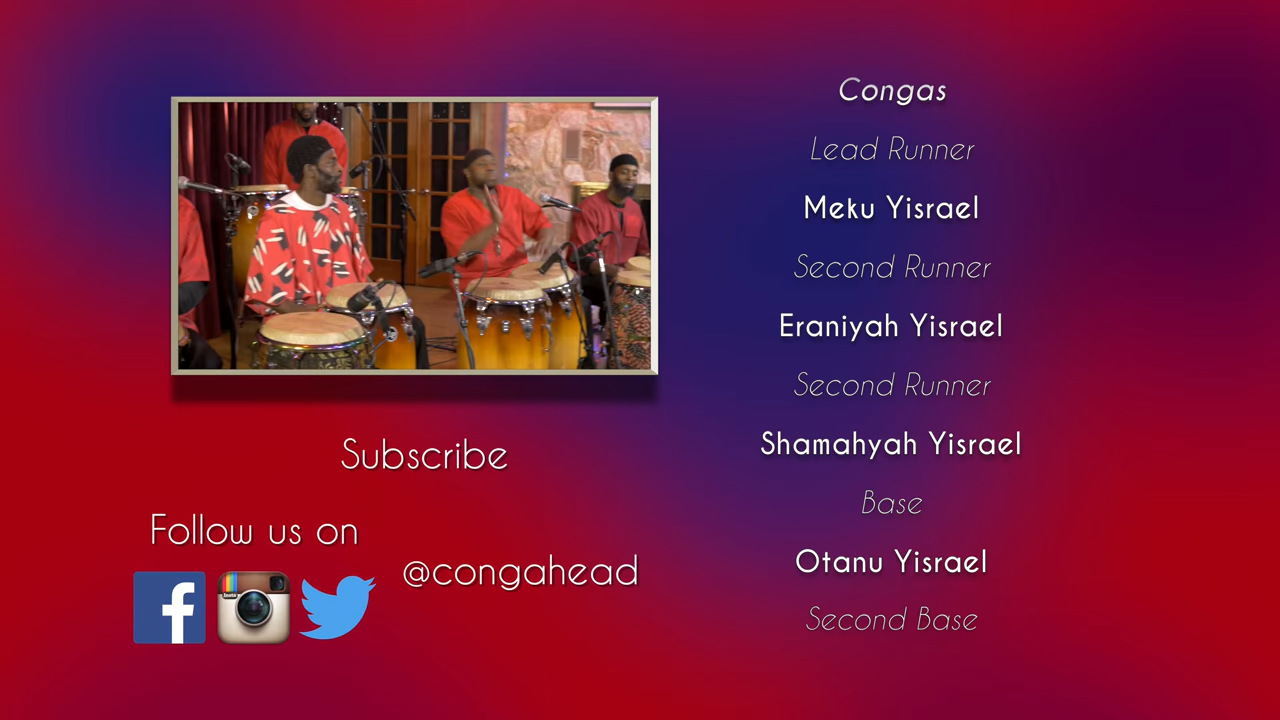 Subscribe
Follow us on
@congahead
Congas
Lead Runner
Meku Yisrael
Second Runner
Eraniyah Yisrael
Second Runner
Shamahyah Yisrael
Base
Otanu Yisrael
Second Base